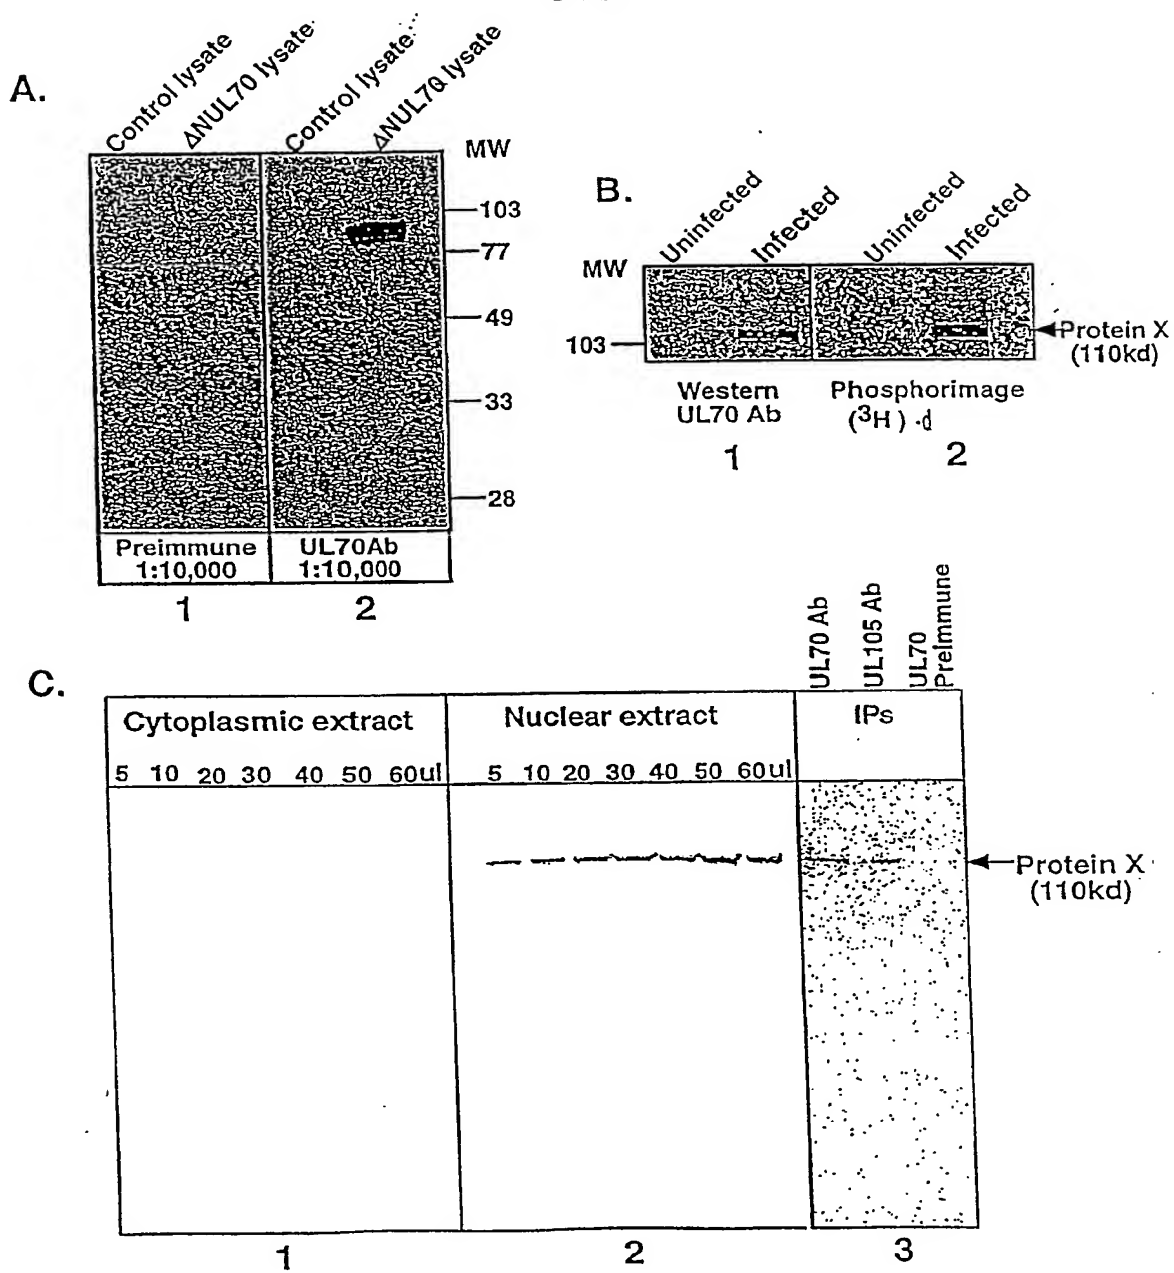 A.
Control lysate
ΔNUL70 lysate
Control lysate
ΔNUL70 lysate
MW
103
77
49
33
28
Preimmune
1:10,000
UL70Ab
1:10,000
1
2
B.
Uninfected
Infected
Uninfected
Infected
MW
103
Protein X
(110kd)
Western
UL70 Ab
Phosphorimage
(³H) ·d
1
2
C.
Cytoplasmic extract
5 10 20 30 40 50 60ul
Nuclear extract
5 10 20 30 40 50 60ul
UL70 Ab
UL105 Ab
UL70
Preimmune
IPs
Protein X
(110kd)
1
2
3